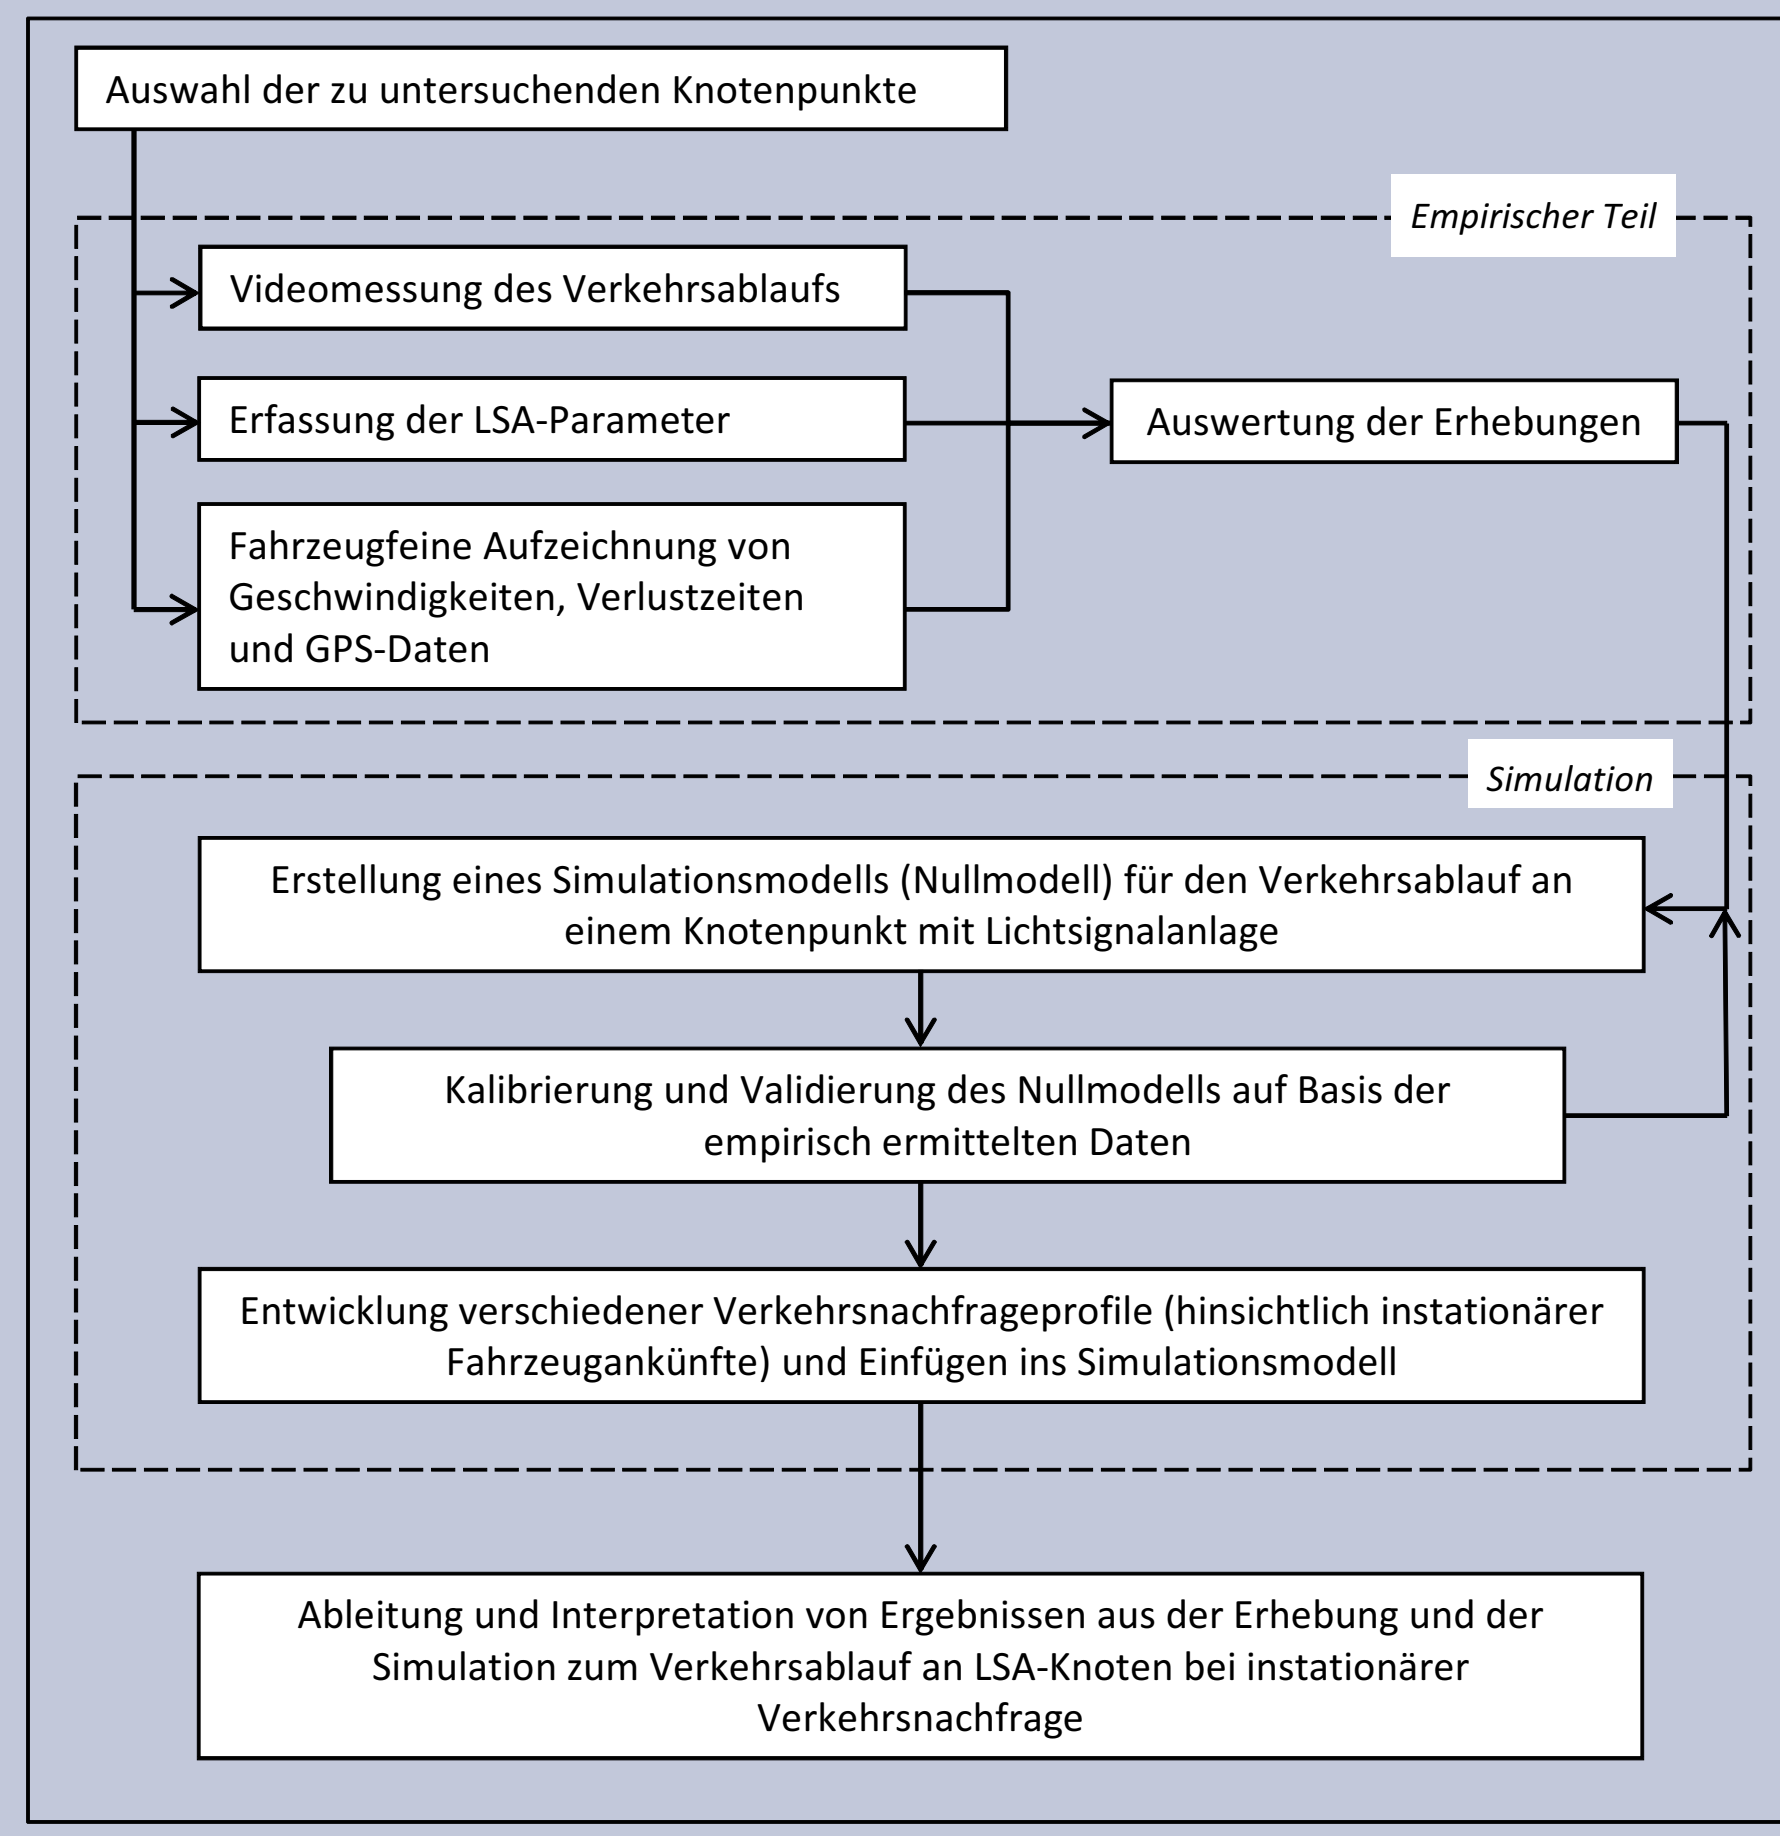 Auswahl der zu untersuchenden Knotenpunkte
Empirischer Teil
Videomessung des Verkehrsablaufs
Erfassung der LSA-Parameter
Auswertung der Erhebungen
Fahrzeugfeine Aufzeichnung von
Geschwindigkeiten, Verlustzeiten
und GPS-Daten
Simulation
Erstellung eines Simulationsmodells (Nullmodell) für den Verkehrsablauf an
einem Knotenpunkt mit Lichtsignalanlage
Kalibrierung und Validierung des Nullmodells auf Basis der
empirisch ermittelten Daten
Entwicklung verschiedener Verkehrsnachfrageprofile (hinsichtlich instationärer
Fahrzeugankünfte) und Einfügen ins Simulationsmodell
Ableitung und Interpretation von Ergebnissen aus der Erhebung und der
Simulation zum Verkehrsablauf an LSA-Knoten bei instationärer
Verkehrsnachfrage